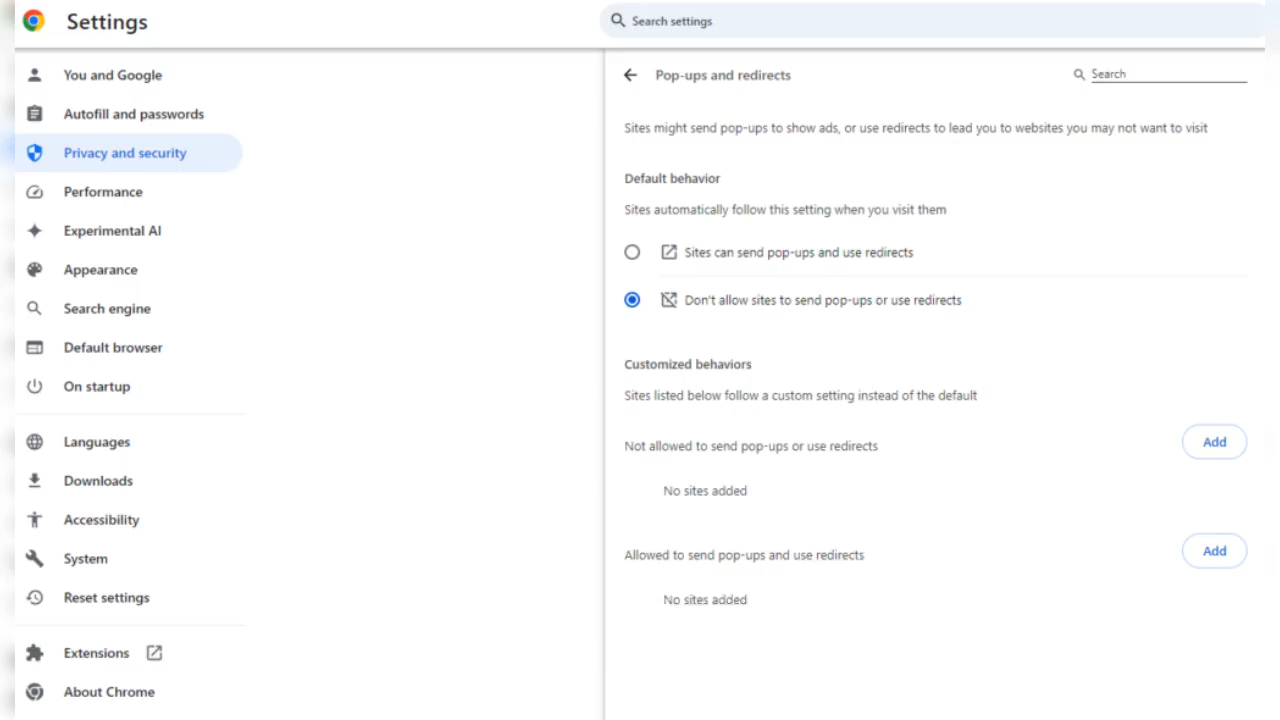 Settings
Search settings
You and Google
Autofill and passwords
Privacy and security
Performance
Experimental AI
Appearance
Search engine
Default browser
On startup
Languages
Downloads
Accessibility
System
Reset settings
Extensions
About Chrome
Pop-ups and redirects
Search
Sites might send pop-ups to show ads, or use redirects to lead you to websites you may not want to visit
Default behavior
Sites automatically follow this setting when you visit them
Sites can send pop-ups and use redirects
Don't allow sites to send pop-ups or use redirects
Customized behaviors
Sites listed below follow a custom setting instead of the default
Not allowed to send pop-ups or use redirects
Add
No sites added
Allowed to send pop-ups and use redirects
Add
No sites added